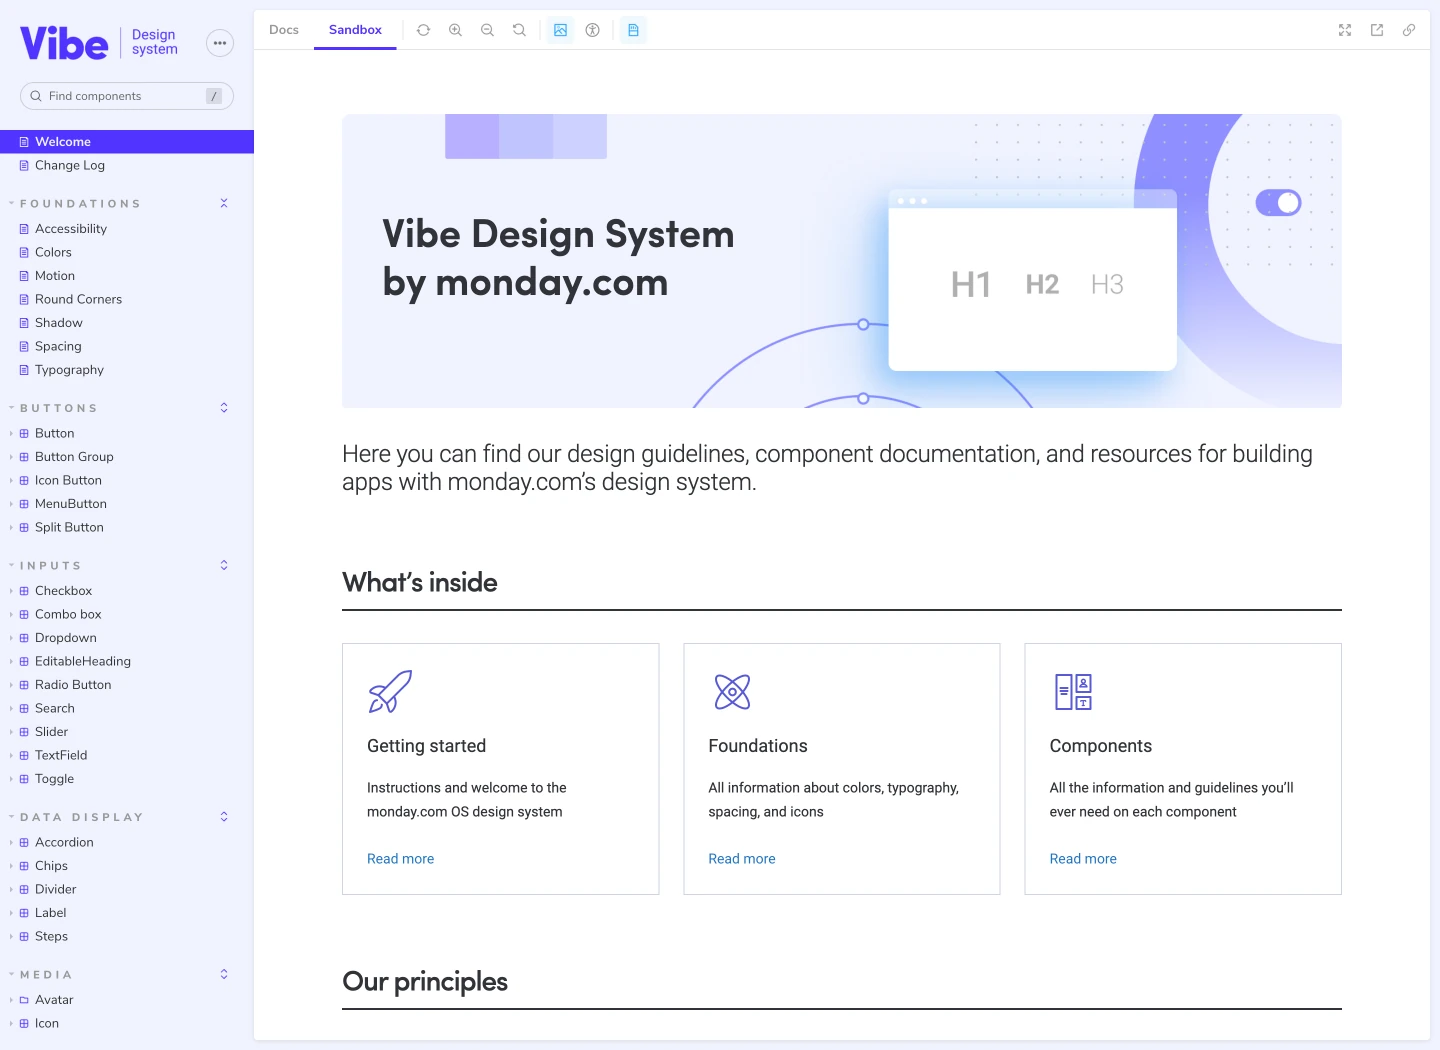 Vibe
Design
system
Find components /
Welcome
Change Log
FOUNDATIONS
Accessibility
Colors
Motion
Round Corners
Shadow
Spacing
Typography
BUTTONS
Button
Button Group
Icon Button
MenuButton
Split Button
INPUTS
Checkbox
Combo box
Dropdown
EditableHeading
Radio Button
Search
Slider
TextField
Toggle
DATA DISPLAY
Accordion
Chips
Divider
Label
Steps
MEDIA
Avatar
Icon
Docs Sandbox
Vibe Design System
by monday.com
H1 H2 H3
Here you can find our design guidelines, component documentation, and resources for building
apps with monday.com’s design system.
What’s inside
Getting started
Instructions and welcome to the
monday.com OS design system
Read more
Foundations
All information about colors, typography,
spacing, and icons
Read more
T
Components
All the information and guidelines you’ll
ever need on each component
Read more
Our principles